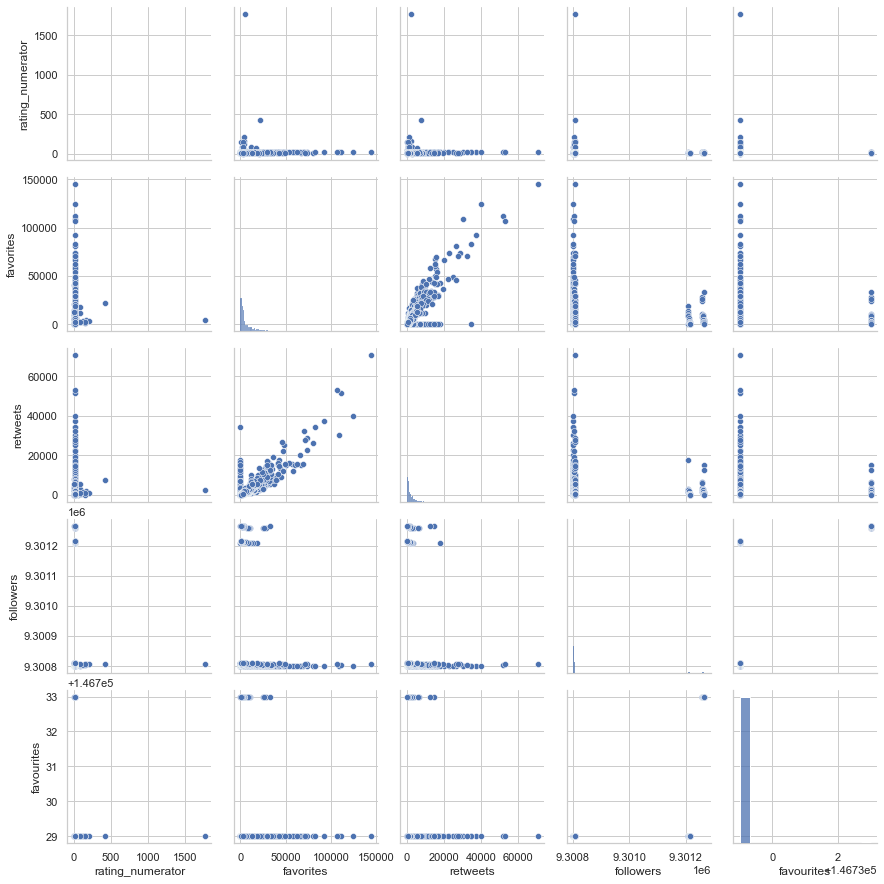 1500
1000
500
0
rating_numerator
150000
100000
50000
0
favorites
60000
40000
20000
0
retweets
1e6
9.3012
9.3011
9.3010
9.3009
9.3008
followers
+1.467e5
33
32
31
30
29
favourites
0 500 1000 1500
rating_numerator
0 50000 100000 150000
favorites
0 20000 40000 60000
retweets
9.3008 9.3010 9.3012
followers 1e6
0 2
favourites +1.4673e5